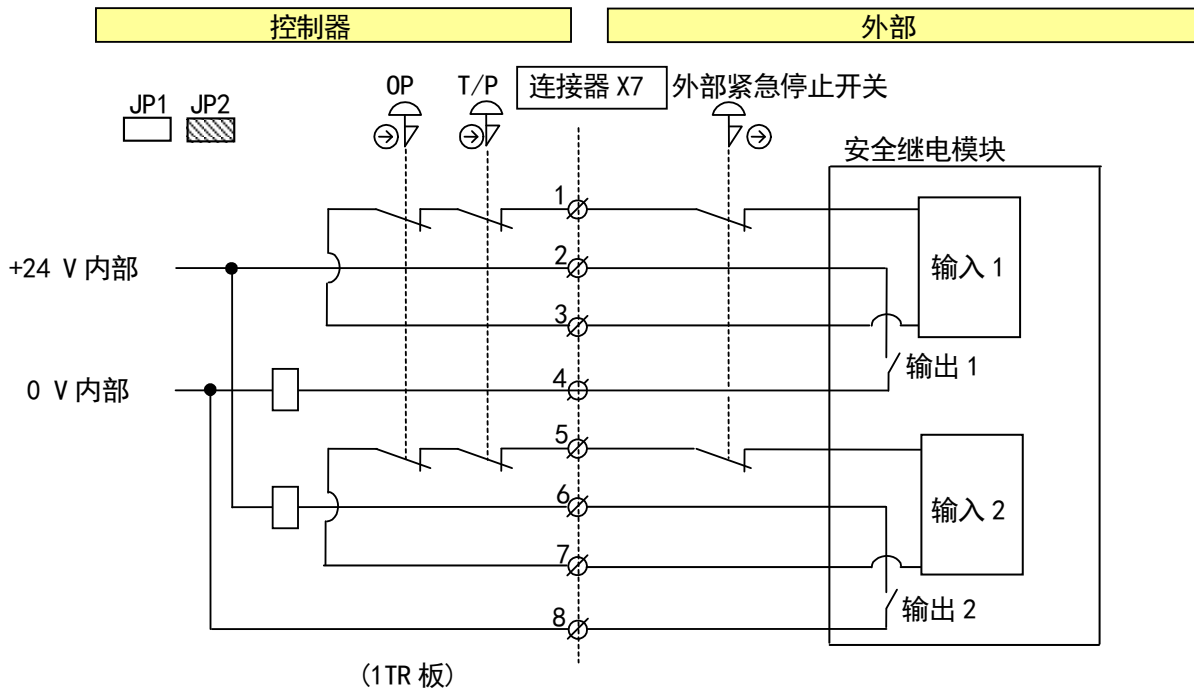 控制器
外部
JP1
JP2
OP
T/P
连接器 X7
外部紧急停止开关
安全继电模块
1
2
+24 V 内部
输入 1
3
输出 1
4
0 V 内部
5
6
输入 2
7
输出 2
8
(1TR 板)